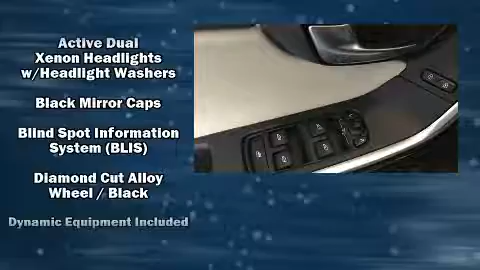 Active Dual
Xenon Headlights
w/Headlight Washers
Black Mirror Caps
Blind Spot Information
System (BLIS)
Diamond Cut Alloy
Wheel / Black
Dynamic Equipment Included